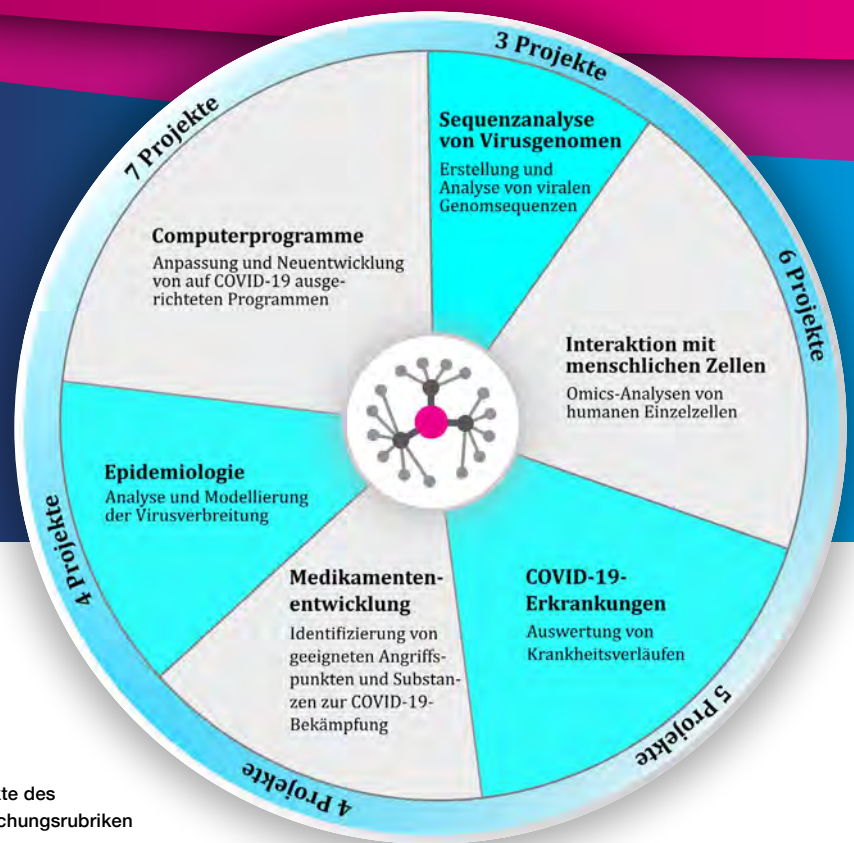 3 Projekte
Sequenzanalyse
von Virusgenomen
Erstellung und
Analyse von viralen
Genomsequenzen
6 Projekte
Interaktion mit
menschlichen Zellen
Omics-Analysen von
humanen Einzelzellen
5 Projekte
COVID-19-
Erkrankungen
Auswertung von
Krankheitsverläufen
4 Projekte
Medikamenten-
entwicklung
Identifizierung von
geeigneten Angriffs-
punkten und Substan-
zen zur COVID-19-
Bekämpfung
4 Projekte
Epidemiologie
Analyse und Modellierung
der Virusverbreitung
7 Projekte
Computerprogramme
Anpassung und Neuentwicklung
von auf COVID-19 ausge-
richteten Programmen
des